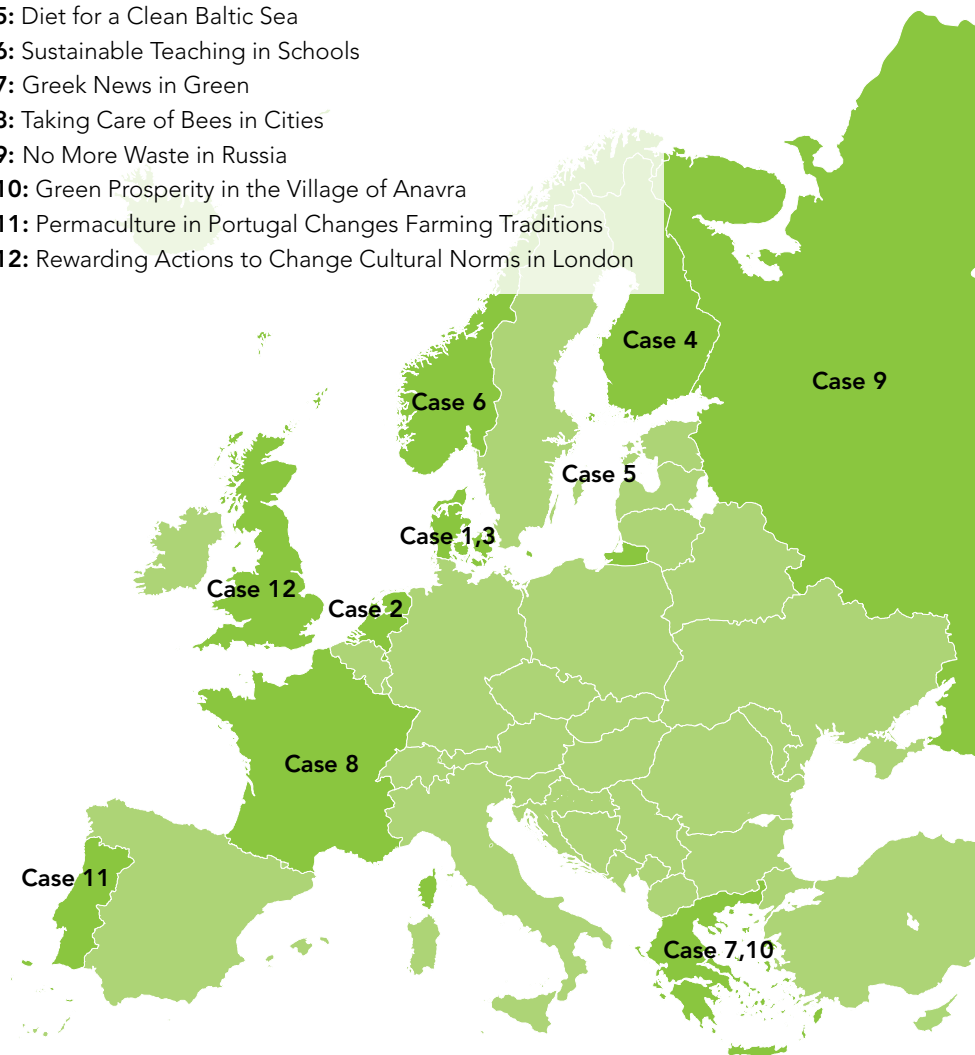 5: Diet for a Clean Baltic Sea
6: Sustainable Teaching in Schools
7: Greek News in Green
8: Taking Care of Bees in Cities
9: No More Waste in Russia
10: Green Prosperity in the Village of Anavra
11: Permaculture in Portugal Changes Farming Traditions
12: Rewarding Actions to Change Cultural Norms in London
Case 4
Case 9
Case 6
Case 5
Case 1,3
Case 12
Case 2
Case 8
Case 11
Case 7,10